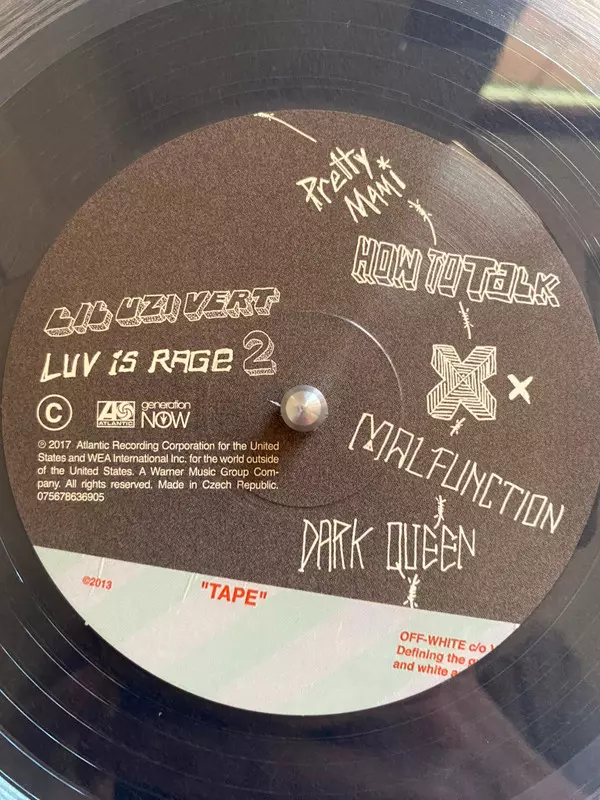 Pretty
Mami
HOW TO TALK
X x
MALFUNCTION
DARK QUEEN
LIL UZI VERT
LUV iS RAGE 2
© ATLANTIC generation NOW
℗ 2017 Atlantic Recording Corporation for the United
States and WEA International Inc. for the world outside
of the United States. A Warner Music Group Com-
pany. All rights reserved. Made in Czech Republic.
075678636905
©2013
"TAPE"
OFF-WHITE c/o
Defining the
and white